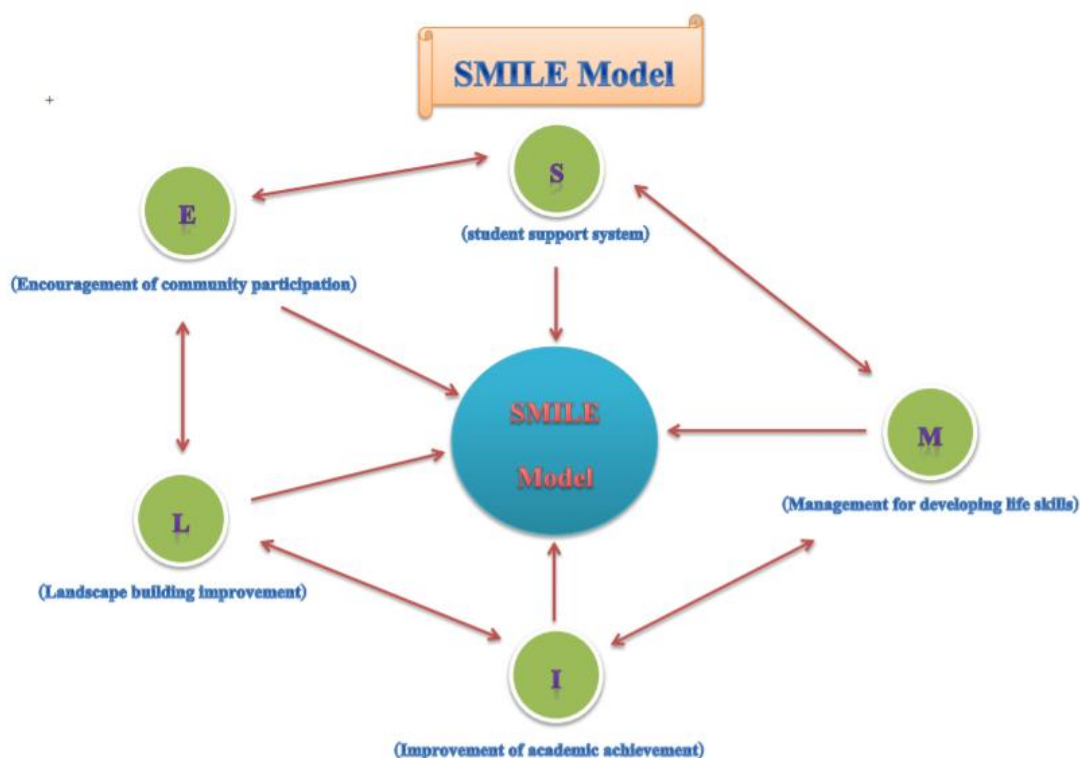 SMILE Model
+
S
(student support system)
E
(Encouragement of community participation)
SMILE
Model
M
(Management for developing life skills)
L
(Landscape building improvement)
I
(Improvement of academic achievement)